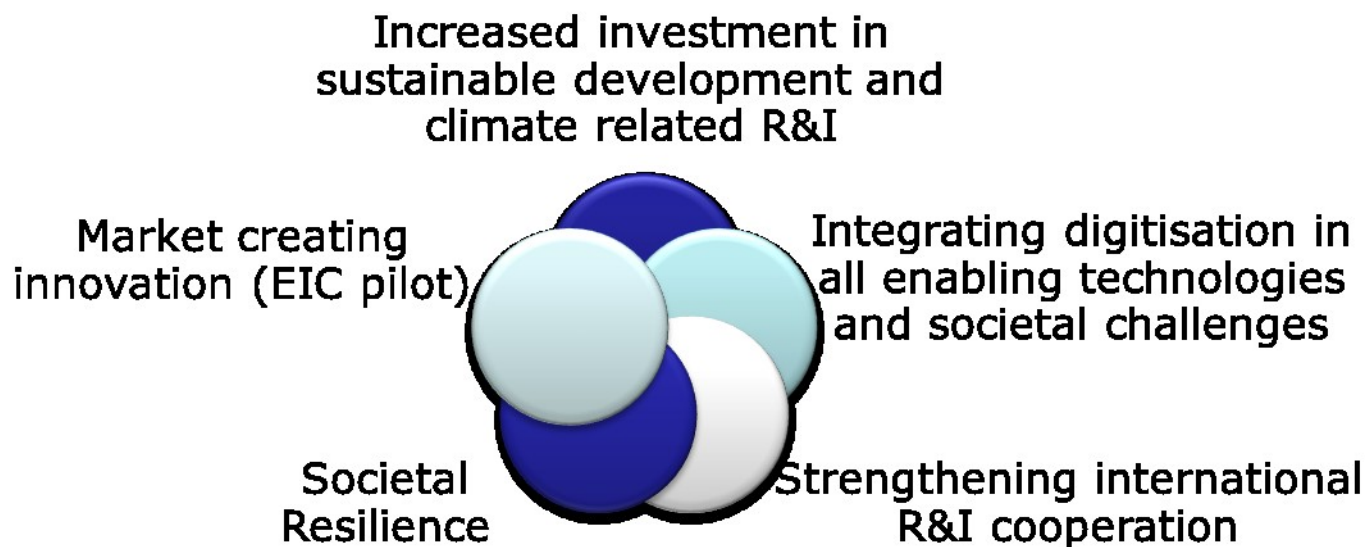 Increased investment in
sustainable development and
climate related R&I
Market creating
innovation (EIC pilot)
Integrating digitisation in
all enabling technologies
and societal challenges
Societal
Resilience
Strengthening international
R&I cooperation